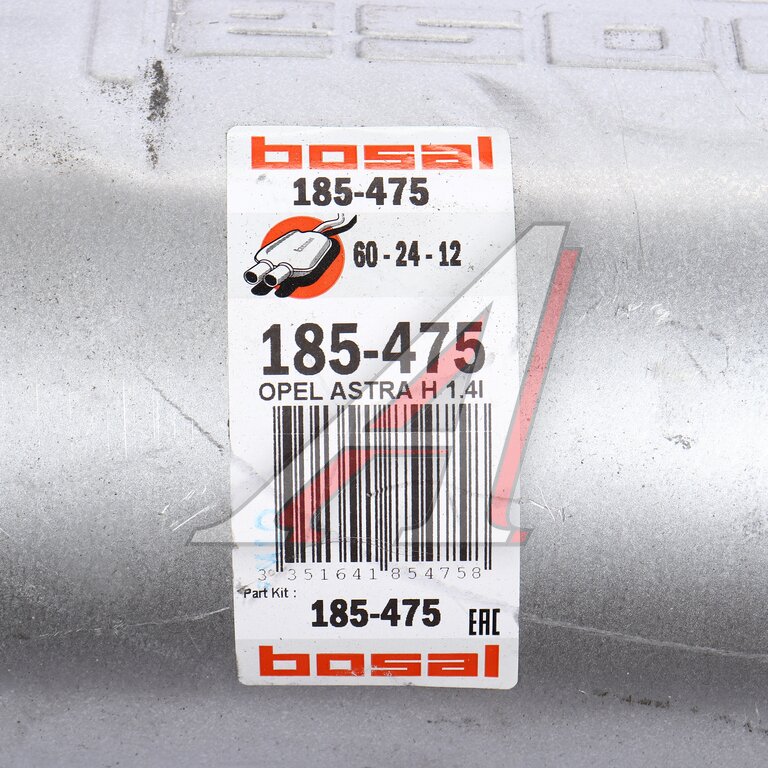 bosal
bosal
185-475
60 - 24 - 12
185-475
OPEL ASTRA H 1.4I
3 351641 854758
Part Kit :
185-475
EAC
bosal